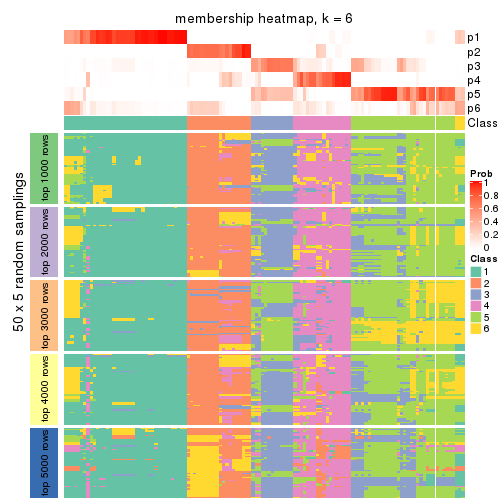 membership heatmap, k = 6
p1
p2
p3
p4
p5
p6
Class
50 x 5 random samplings
top 1000 rows
top 2000 rows
top 3000 rows
top 4000 rows
top 5000 rows
Prob
1
0.8
0.6
0.4
0.2
0
Class
1
2
3
4
5
6